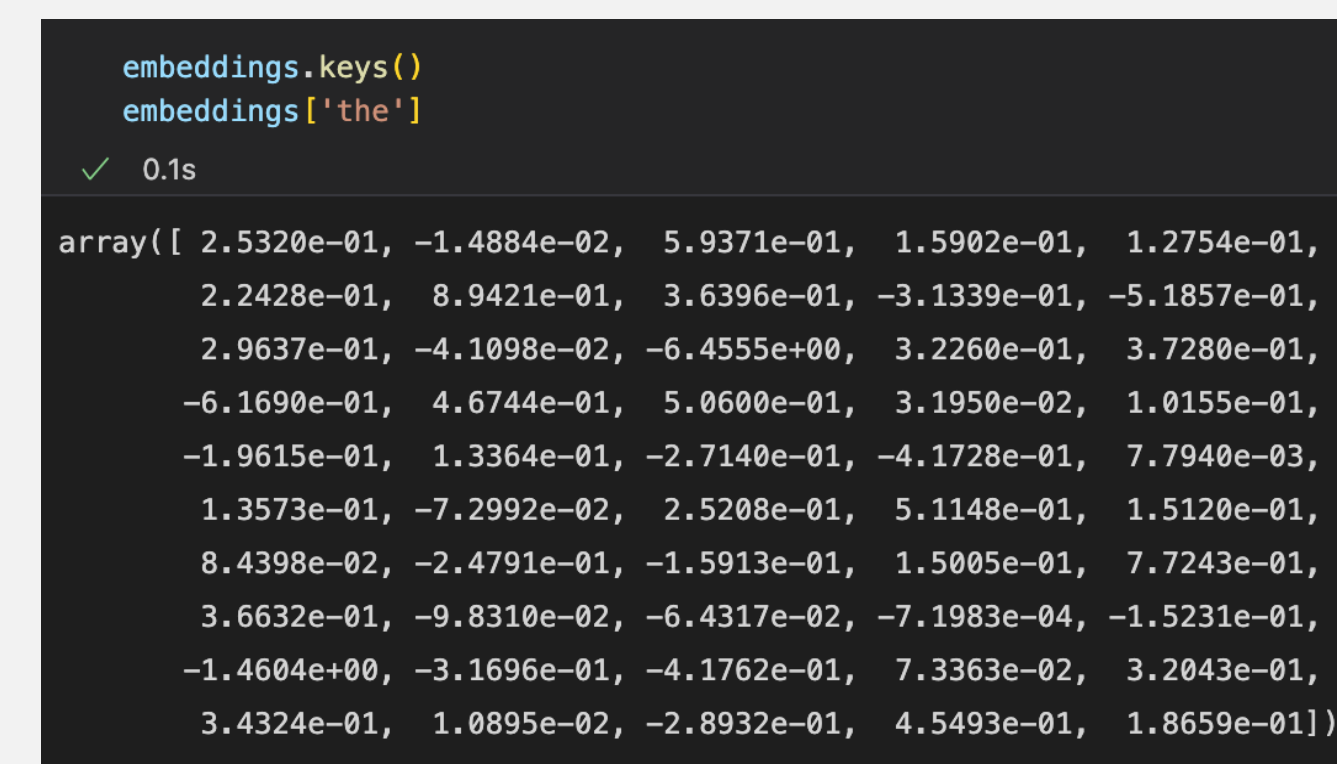 embeddings.keys()
embeddings['the']
✓ 0.1s
array([ 2.5320e-01, -1.4884e-02,  5.9371e-01,  1.5902e-01,  1.2754e-01,
        2.2428e-01,  8.9421e-01,  3.6396e-01, -3.1339e-01, -5.1857e-01,
        2.9637e-01, -4.1098e-02, -6.4555e+00,  3.2260e-01,  3.7280e-01,
       -6.1690e-01,  4.6744e-01,  5.0600e-01,  3.1950e-02,  1.0155e-01,
       -1.9615e-01,  1.3364e-01, -2.7140e-01, -4.1728e-01,  7.7940e-03,
        1.3573e-01, -7.2992e-02,  2.5208e-01,  5.1148e-01,  1.5120e-01,
        8.4398e-02, -2.4791e-01, -1.5913e-01,  1.5005e-01,  7.7243e-01,
        3.6632e-01, -9.8310e-02, -6.4317e-02, -7.1983e-04, -1.5231e-01,
       -1.4604e+00, -3.1696e-01, -4.1762e-01,  7.3363e-02,  3.2043e-01,
        3.4324e-01,  1.0895e-02, -2.8932e-01,  4.5493e-01,  1.8659e-01])